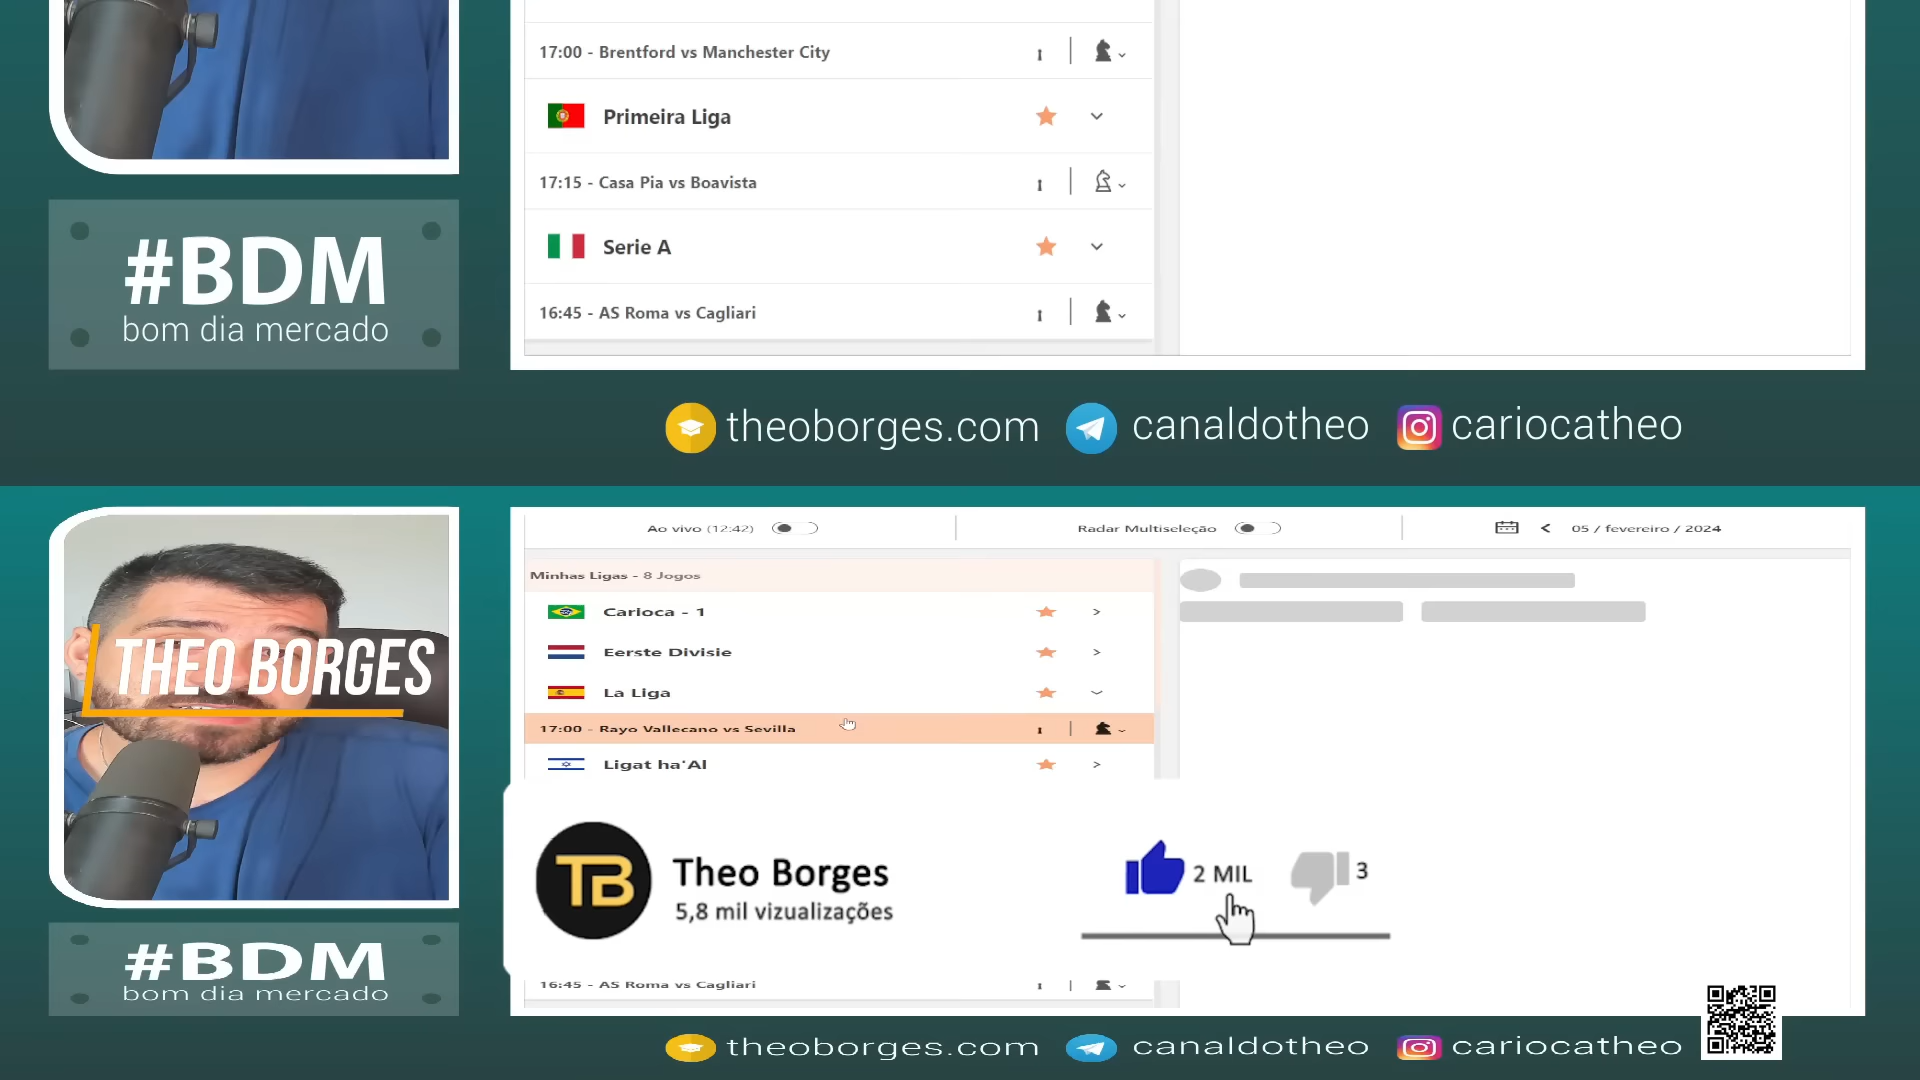 17:00 - Brentford vs Manchester City
Primeira Liga
17:15 - Casa Pia vs Boavista
Serie A
16:45 - AS Roma vs Cagliari
#BDM
bom dia mercado
theoborges.com canaldotheo cariocatheo
Ao vivo (12:42) Radar Multiseleção < 05 / fevereiro / 2024
Minhas Ligas - 8 Jogos
Carioca - 1
Eerste Divisie
La Liga
17:00 - Rayo Vallecano vs Sevilla
Ligat ha'Al
THEO BORGES
TB Theo Borges
5,8 mil vizualizações
2 MIL 3
16:45 - AS Roma vs Cagliari
#BDM
bom dia mercado
theoborges.com canaldotheo cariocatheo